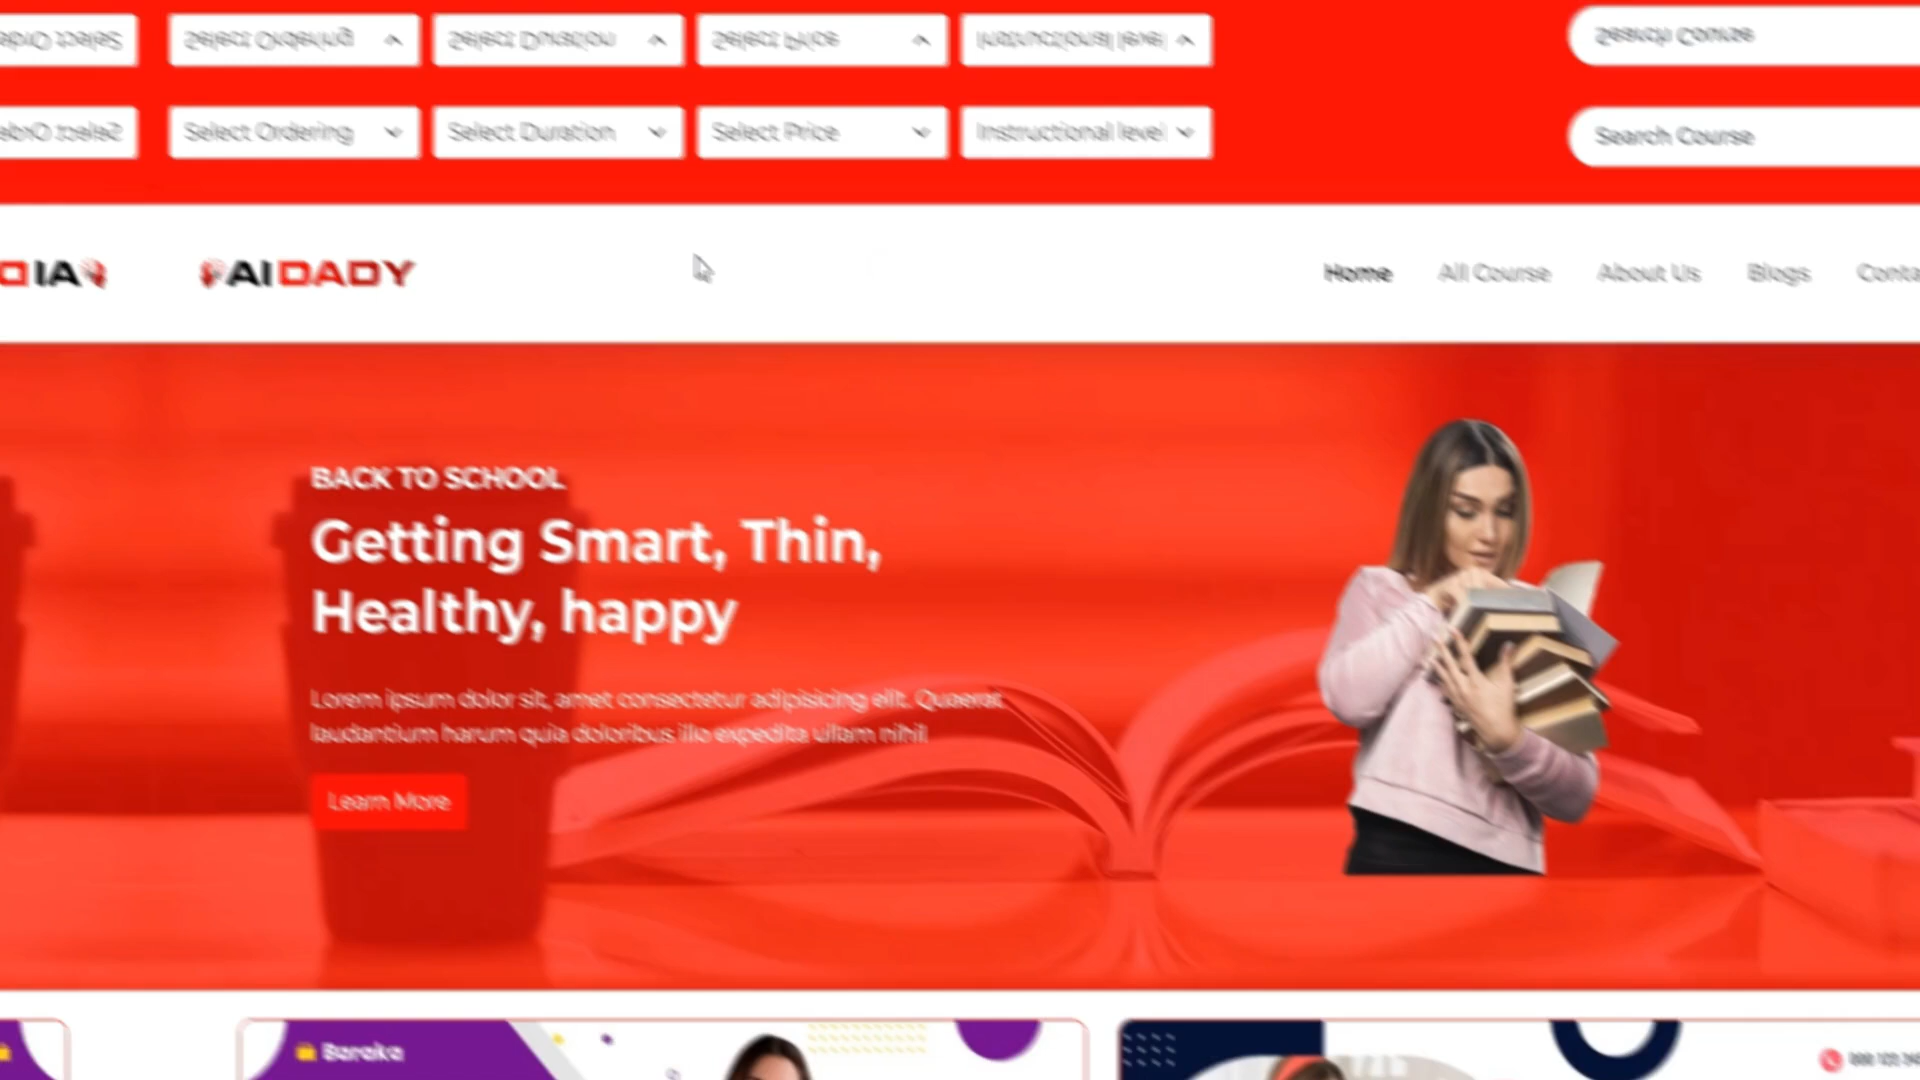 Select Ordering Select Duration Select Price Instructional level Search Course
AIDADY Home All Course About Us Blogs
BACK TO SCHOOL
Getting Smart, Thin,
Healthy, happy
Lorem ipsum dolor sit, amet consectetur adipisicing elit. Quaerat
laudantium harum quia doloribus illo expedita ullam nihil.
Learn More
Baraka